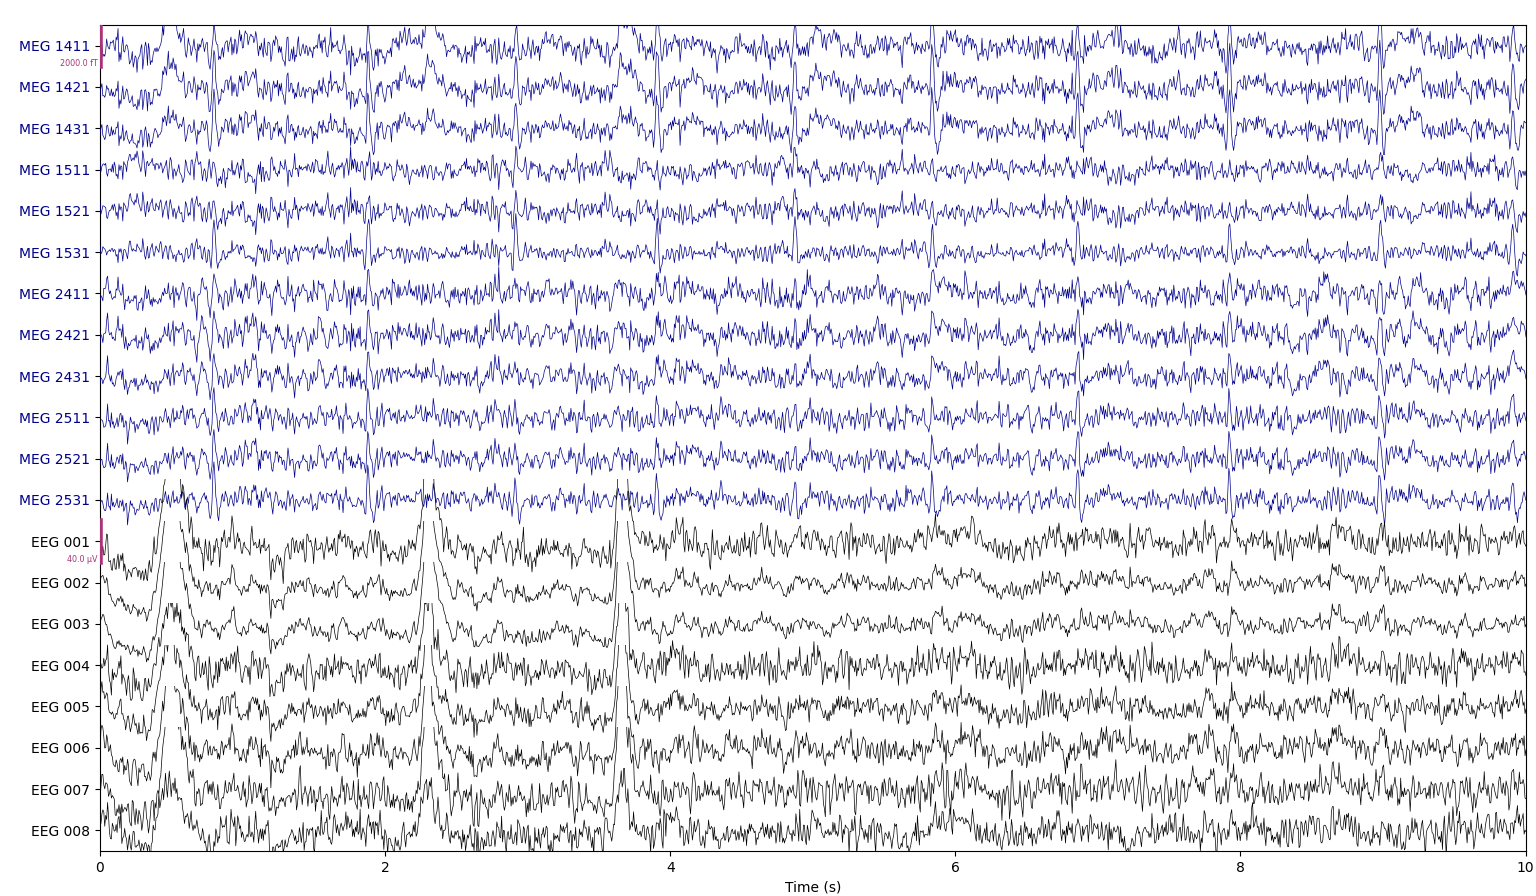 MEG 1411
2000.0 fT
MEG 1421
MEG 1431
MEG 1511
MEG 1521
MEG 1531
MEG 2411
MEG 2421
MEG 2431
MEG 2511
MEG 2521
MEG 2531
EEG 001
40.0 µV
EEG 002
EEG 003
EEG 004
EEG 005
EEG 006
EEG 007
EEG 008
0 2 4 6 8 10
Time (s)